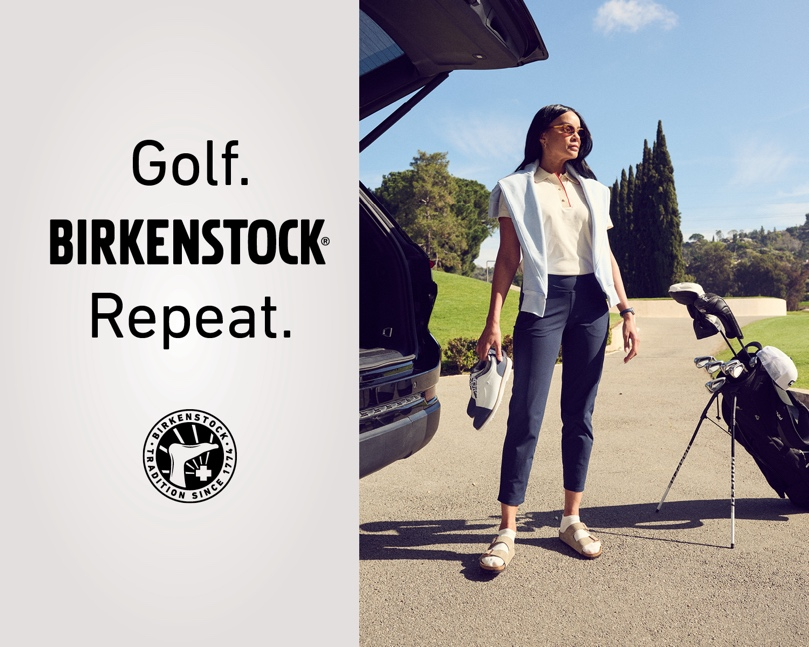 Golf.
BIRKENSTOCK®
Repeat.
· BIRKENSTOCK ·
TRADITION SINCE 1774